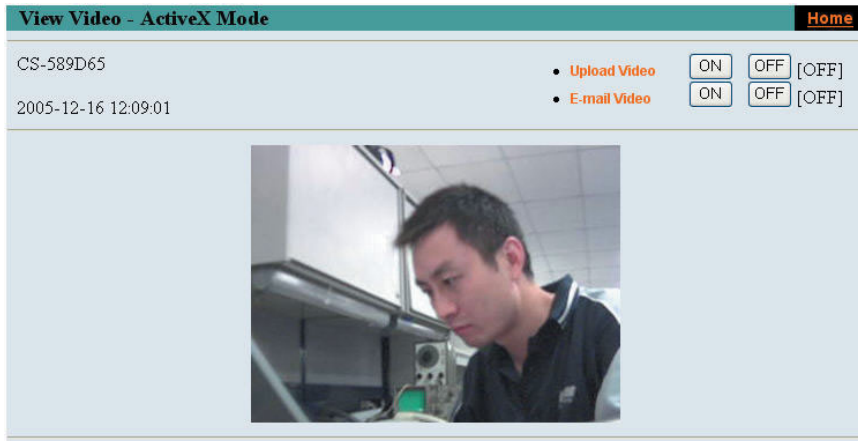 View Video - ActiveX Mode Home
CS-589D65
Upload Video ON OFF [OFF]
2005-12-16 12:09:01
E-mail Video ON OFF [OFF]